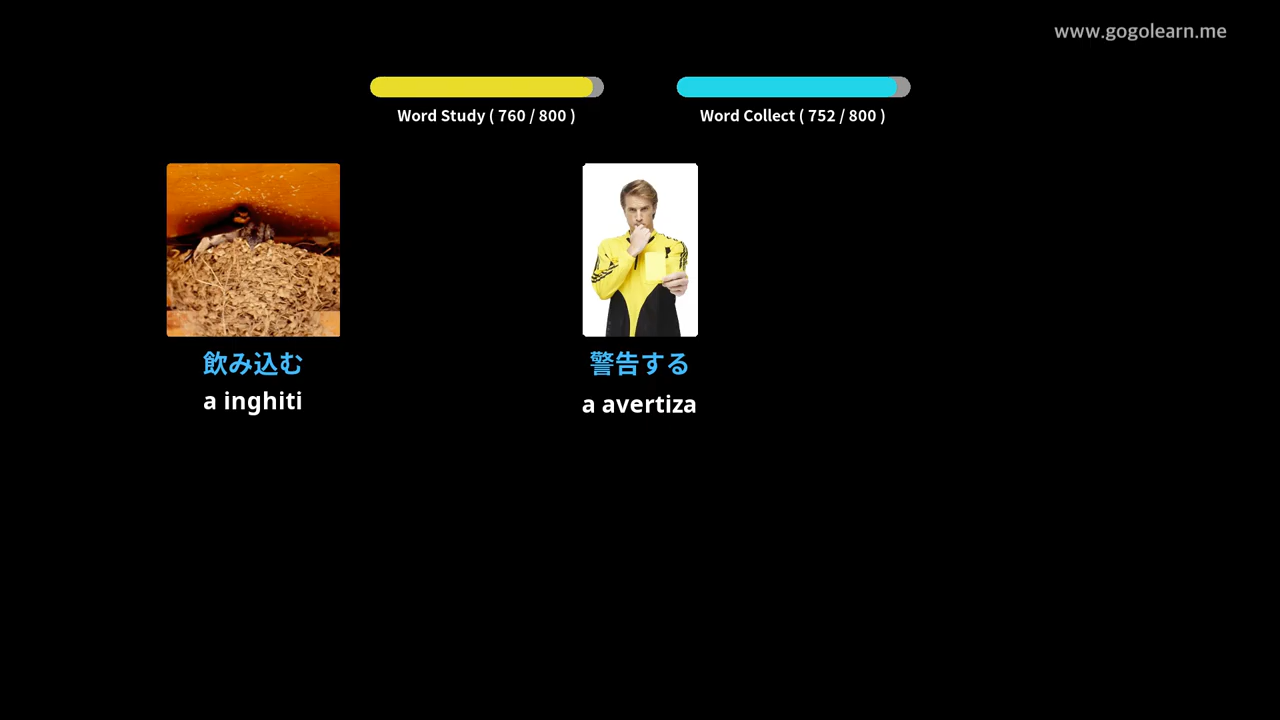 www.gogolearn.me
Word Study ( 760 / 800 )
Word Collect ( 752 / 800 )
飲み込む
a inghiti
警告する
a avertiza